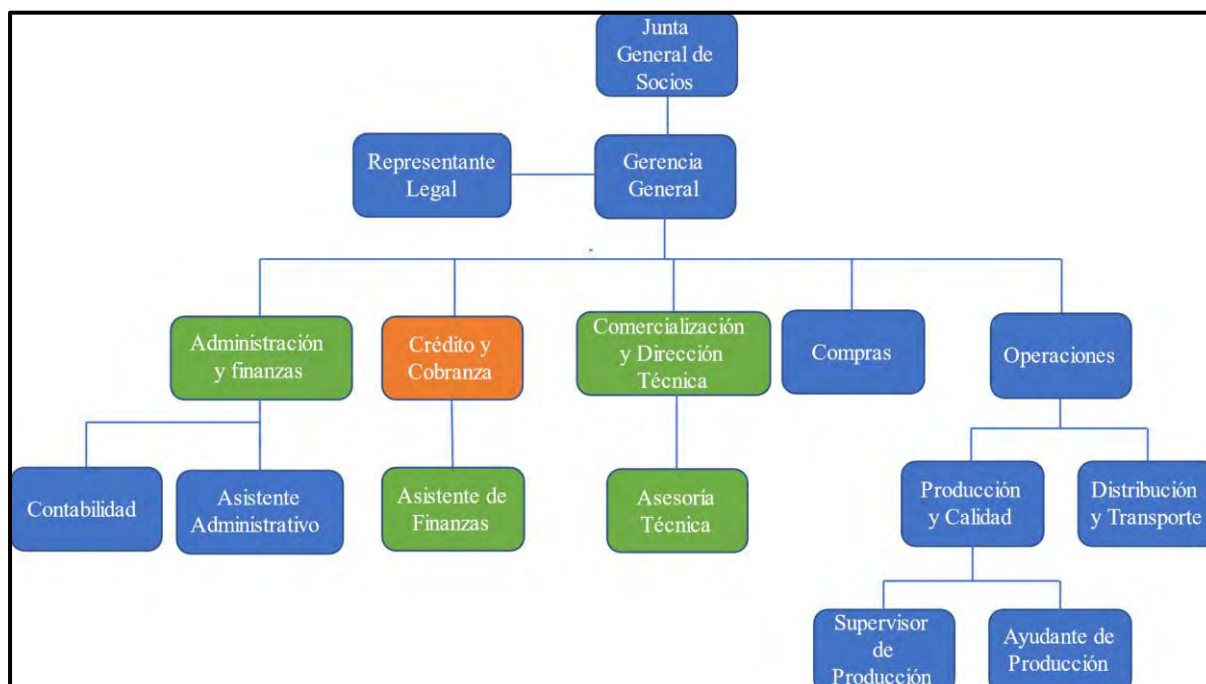 Junta
General de
Socios
Representante
Legal
Gerencia
General
Administración
y finanzas
Crédito y
Cobranza
Comercialización
y Dirección
Técnica
Compras
Operaciones
Contabilidad
Asistente
Administrativo
Asistente de
Finanzas
Asesoría
Técnica
Producción
y Calidad
Distribución
y Transporte
Supervisor
de
Producción
Ayudante de
Producción